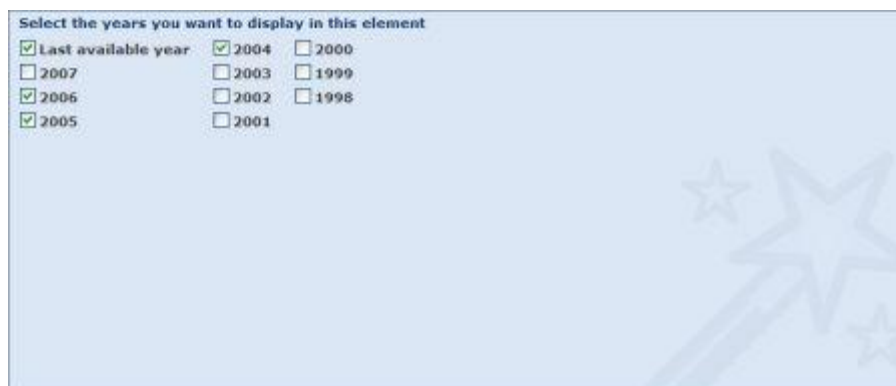 Select the years you want to display in this element
Last available year 2004 2000
2007 2003 1999
2006 2002 1998
2005 2001